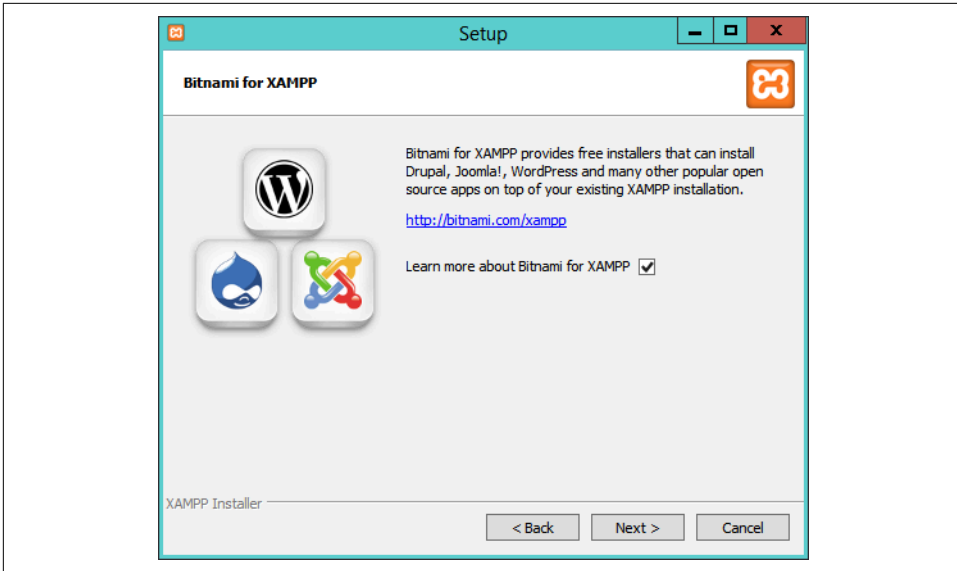 Setup
Bitnami for XAMPP
Bitnami for XAMPP provides free installers that can install
Drupal, Joomla!, WordPress and many other popular open
source apps on top of your existing XAMPP installation.
http://bitnami.com/xampp
Learn more about Bitnami for XAMPP
XAMPP Installer
< Back Next > Cancel